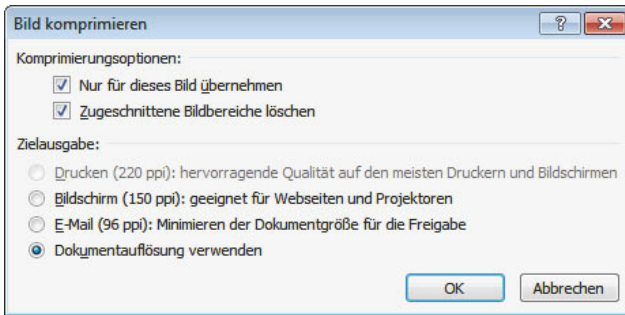 Bild komprimieren
Komprimierungsoptionen:
Nur für dieses Bild übernehmen
Zugeschnittene Bildbereiche löschen
Zielausgabe:
Drucken (220 ppi): hervorragende Qualität auf den meisten Druckern und Bildschirmen
Bildschirm (150 ppi): geeignet für Webseiten und Projektoren
E-Mail (96 ppi): Minimieren der Dokumentgröße für die Freigabe
Dokumentauflösung verwenden
OK Abbrechen